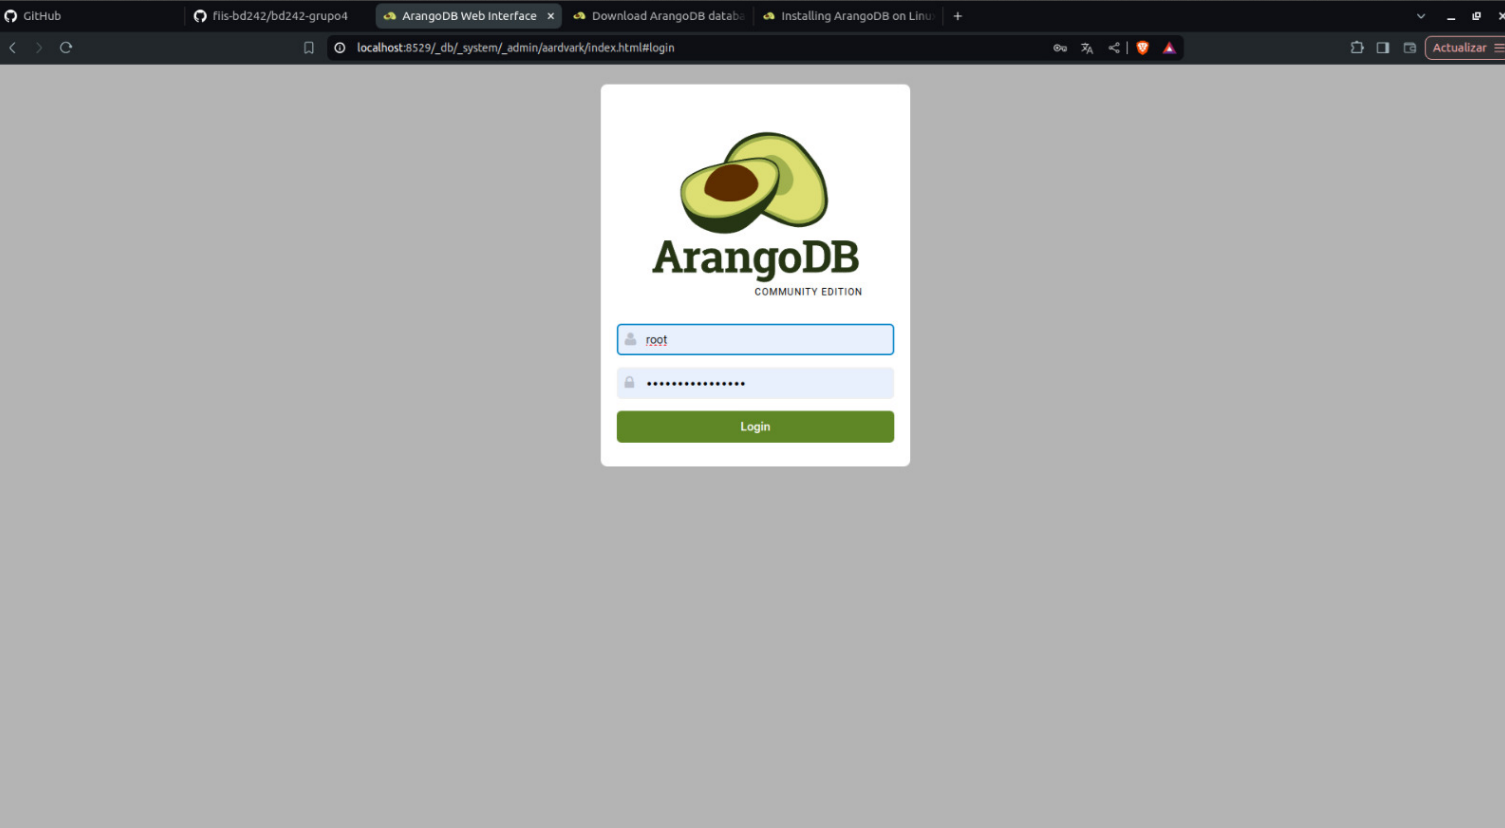 GitHub
fiis-bd242/bd242-grupo4
ArangoDB Web Interface
Download ArangoDB databa
Installing ArangoDB on Linux
localhost:8529/_db/_system/_admin/aardvark/index.html#login
Actualizar
ArangoDB
COMMUNITY EDITION
root
••••••••••••••••
Login